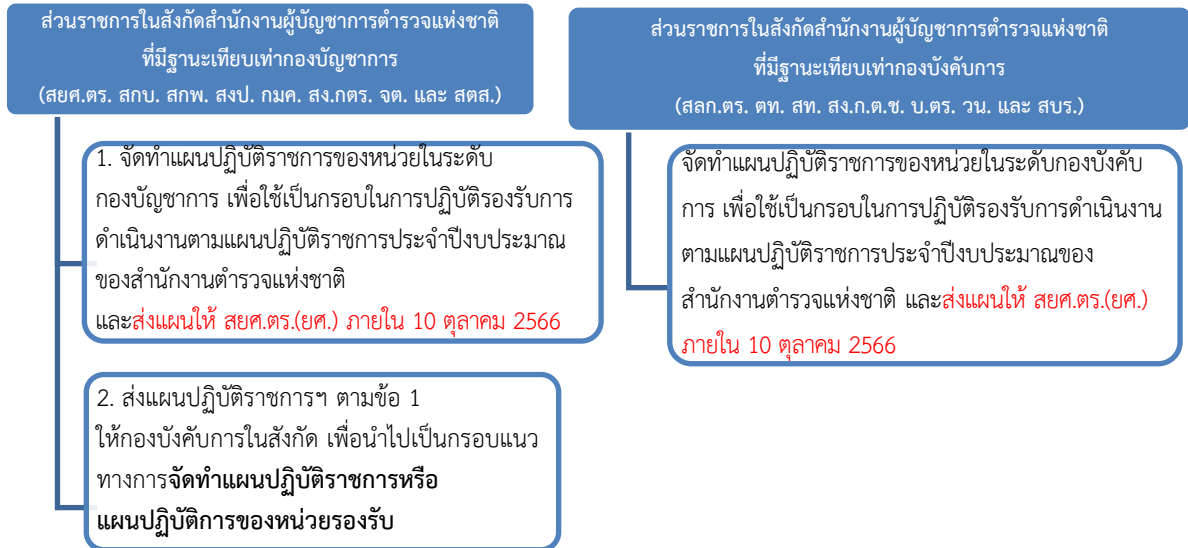 ส่วนราชการในสังกัดสำนักงานผู้บัญชาการตำรวจแห่งชาติ
ที่มีฐานะเทียบเท่ากองบัญชาการ
(สยศ.ตร. สกบ. สกพ. สงป. กมค. สง.กตร. จต. และ สตส.)
1. จัดทำแผนปฏิบัติราชการของหน่วยในระดับ
กองบัญชาการ เพื่อใช้เป็นกรอบในการปฏิบัติรองรับการ
ดำเนินงานตามแผนปฏิบัติราชการประจำปีงบประมาณ
ของสำนักงานตำรวจแห่งชาติ
และส่งแผนให้ สยศ.ตร.(ยศ.) ภายใน 10 ตุลาคม 2566
2. ส่งแผนปฏิบัติราชการฯ ตามข้อ 1
ให้กองบังคับการในสังกัด เพื่อนำไปเป็นกรอบแนว
ทางการจัดทำแผนปฏิบัติราชการหรือ
แผนปฏิบัติการของหน่วยรองรับ
ส่วนราชการในสังกัดสำนักงานผู้บัญชาการตำรวจแห่งชาติ
ที่มีฐานะเทียบเท่ากองบังคับการ
(สลก.ตร. ตท. สท. สง.ก.ต.ช. บ.ตร. วน. และ สบร.)
จัดทำแผนปฏิบัติราชการของหน่วยในระดับกองบังคับ
การ เพื่อใช้เป็นกรอบในการปฏิบัติรองรับการดำเนินงาน
ตามแผนปฏิบัติราชการประจำปีงบประมาณของ
สำนักงานตำรวจแห่งชาติ และส่งแผนให้ สยศ.ตร.(ยศ.)
ภายใน 10 ตุลาคม 2566